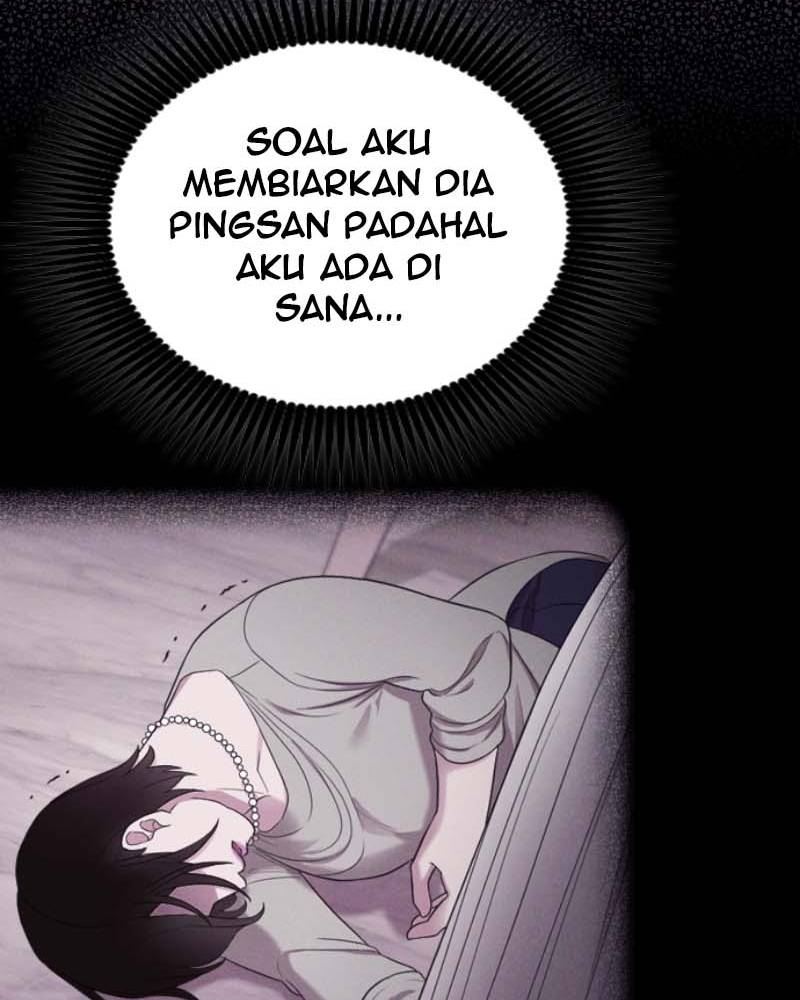 SOAL AKU
MEMBIARKAN DIA
PINGSAN PADAHAL
AKU ADA DI
SANA...